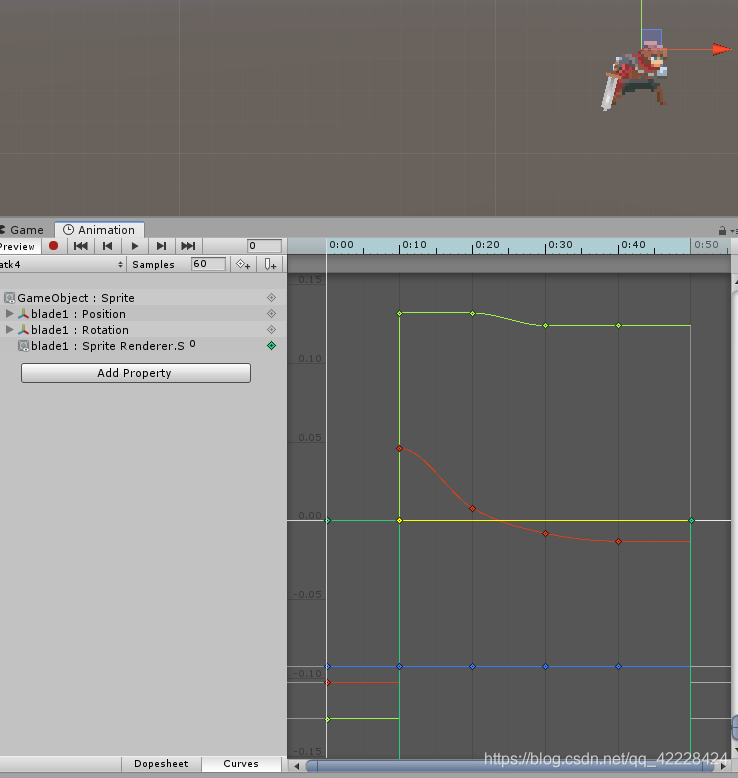 Game Animation
Preview 0 0:00 0:10 0:20 0:30 0:40 0:50
atk4 Samples 60
0.15
GameObject : Sprite
blade1 : Position
blade1 : Rotation
blade1 : Sprite Renderer.S 0
0.10
Add Property
0.05
0.00
-0.05
-0.10
-0.15
https://blog.csdn.net/qq_42228424
Dopesheet Curves